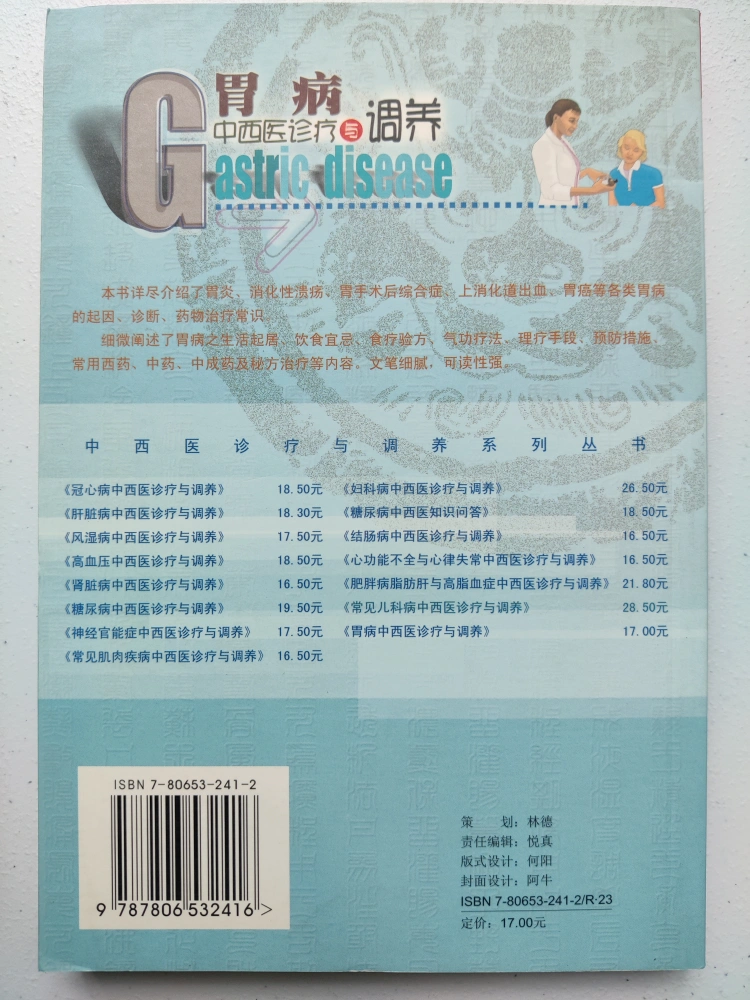 胃病
中西医诊疗与调养
Gastric disease
本书详尽介绍了胃炎、消化性溃疡、胃手术后综合症、上消化道出血、胃癌等各类胃病
的起因、诊断、药物治疗常识。
细微阐述了胃病之生活起居、饮食宜忌、食疗验方、气功疗法、理疗手段、预防措施、
常用西药、中药、中成药及秘方治疗等内容。文笔细腻，可读性强。
中西医诊疗与调养系列丛书
《冠心病中西医诊疗与调养》 18.50元
《肝脏病中西医诊疗与调养》 18.30元
《风湿病中西医诊疗与调养》 17.50元
《高血压中西医诊疗与调养》 18.50元
《肾脏病中西医诊疗与调养》 16.50元
《糖尿病中西医诊疗与调养》 19.50元
《神经官能症中西医诊疗与调养》 17.50元
《常见肌肉疾病中西医诊疗与调养》 16.50元
《妇科病中西医诊疗与调养》 26.50元
《糖尿病中西医知识问答》 18.50元
《结肠病中西医诊疗与调养》 16.50元
《心功能不全与心律失常中西医诊疗与调养》 16.50元
《肥胖病脂肪肝与高脂血症中西医诊疗与调养》 21.80元
《常见儿科病中西医诊疗与调养》 28.50元
《胃病中西医诊疗与调养》 17.00元
ISBN 7-80653-241-2
9 787806 532416 >
策 划：林德
责任编辑：悦真
版式设计：何阳
封面设计：阿牛
ISBN 7-80653-241-2/R·23
定价：17.00元